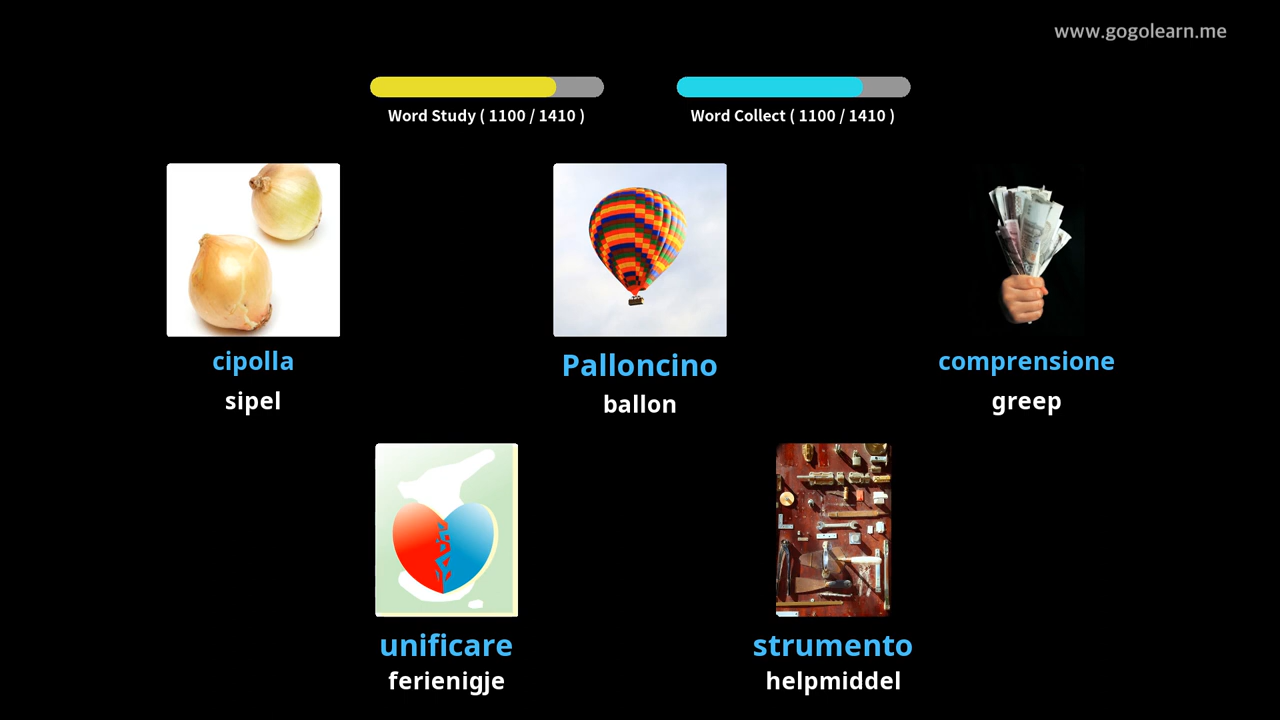 www.gogolearn.me
Word Study ( 1100 / 1410 )
Word Collect ( 1100 / 1410 )
cipolla
sipel
Palloncino
ballon
comprensione
greep
unificare
ferienigje
strumento
helpmiddel